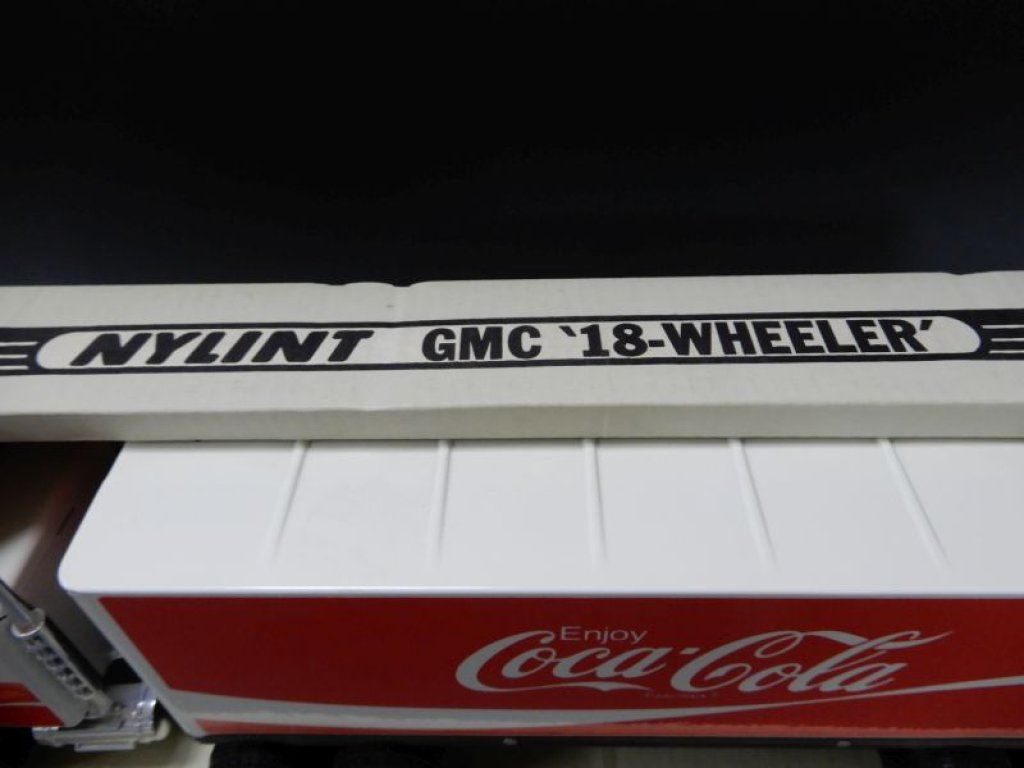 NYLINT GMC '18-WHEELER'
Enjoy
Coca-Cola